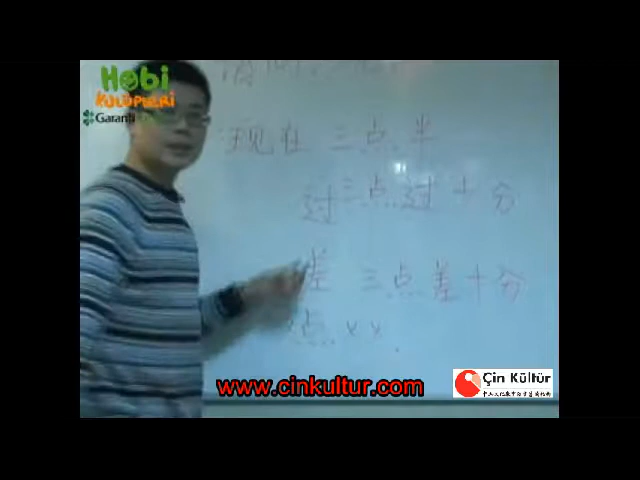 Hobi
KULÜPLERİ
Garanti
现在 三点半
过 三点过十分
差 三点差十分
点 x x
www.cinkultur.com
Çin Kültür